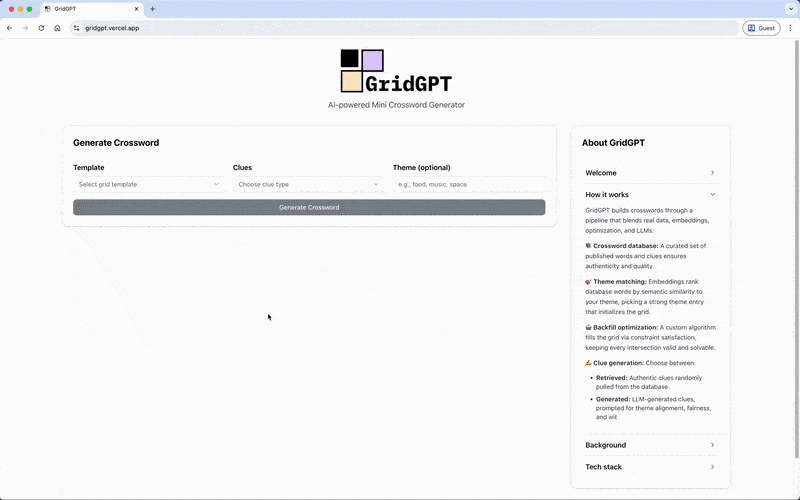 GridGPT
gridgpt.vercel.app
Guest
GridGPT
AI-powered Mini Crossword Generator
Generate Crossword
Template
Clues
Theme (optional)
Select grid template
Choose clue type
e.g., food, music, space
Generate Crossword
About GridGPT
Welcome
How it works
GridGPT builds crosswords through a
pipeline that blends real data, embeddings,
optimization, and LLMs:
Crossword database: A curated set of
published words and clues ensures
authenticity and quality.
Theme matching: Embeddings rank
database words by semantic similarity to
your theme, picking a strong theme entry
that initializes the grid.
Backfill optimization: A custom algorithm
fills the grid via constraint satisfaction,
keeping every intersection valid and solvable.
Clue generation: Choose between:
• Retrieved: Authentic clues randomly
pulled from the database
• Generated: LLM-generated clues,
prompted for theme alignment, fairness,
and wit
Background
Tech stack